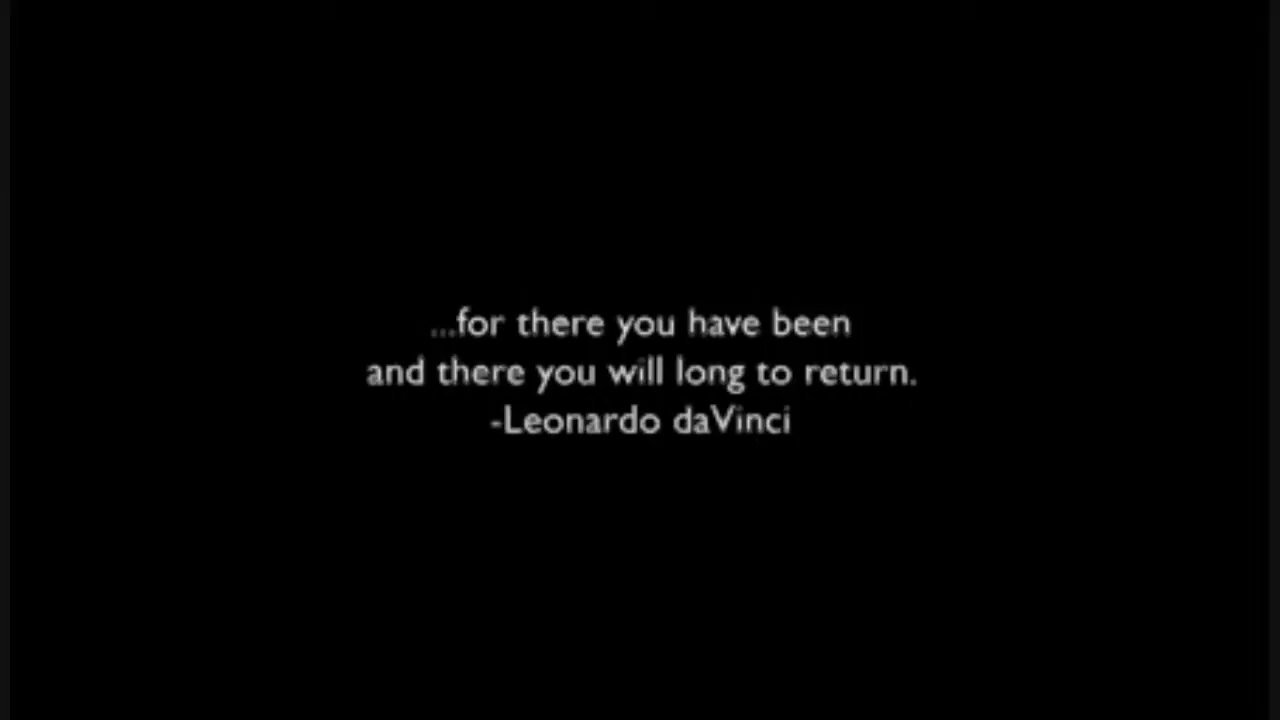 ...for there you have been
and there you will long to return.
-Leonardo daVinci